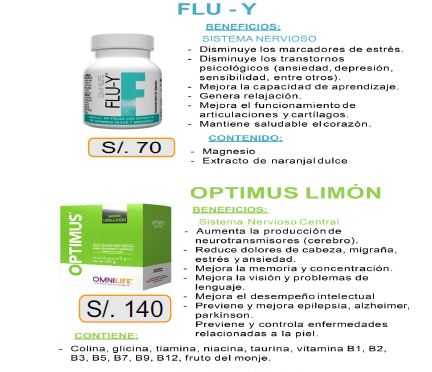 FLU - Y
BENEFICIOS:
SISTEMA NERVIOSO
- Disminuye los marcadores de estrés.
- Disminuye los transtornos
psicológicos (ansiedad, depresión,
sensibilidad, entre otros).
- Mejora la capacidad de aprendizaje.
- Genera relajación.
- Mejora el funcionamiento de
articulaciones y cartílagos.
- Mantiene saludable el corazón.
CONTENIDO:
- Magnesio
- Extracto de naranjal dulce
OMNILIFE
FLU·Y
S/. 70
OPTIMUS LIMÓN
BENEFICIOS:
Sistema Nervioso Central
- Aumenta la producción de
neurotransmisores (cerebro).
- Reduce dolores de cabeza, migraña,
estrés y ansiedad.
- Mejora la memoria y concentración.
- Mejora la visión y problemas de
lenguaje.
- Mejora el desempeño intelectual
- Previene y mejora epilepsia, alzheimer,
parkinson.
Previene y controla enfermedades
relacionadas a la piel.
OPTIMUS
OMNILIFE
S/. 140
CONTIENE:
- Colina, glicina, tiamina, niacina, taurina, vitamina B1, B2,
B3, B5, B7, B9, B12, fruto del monje.